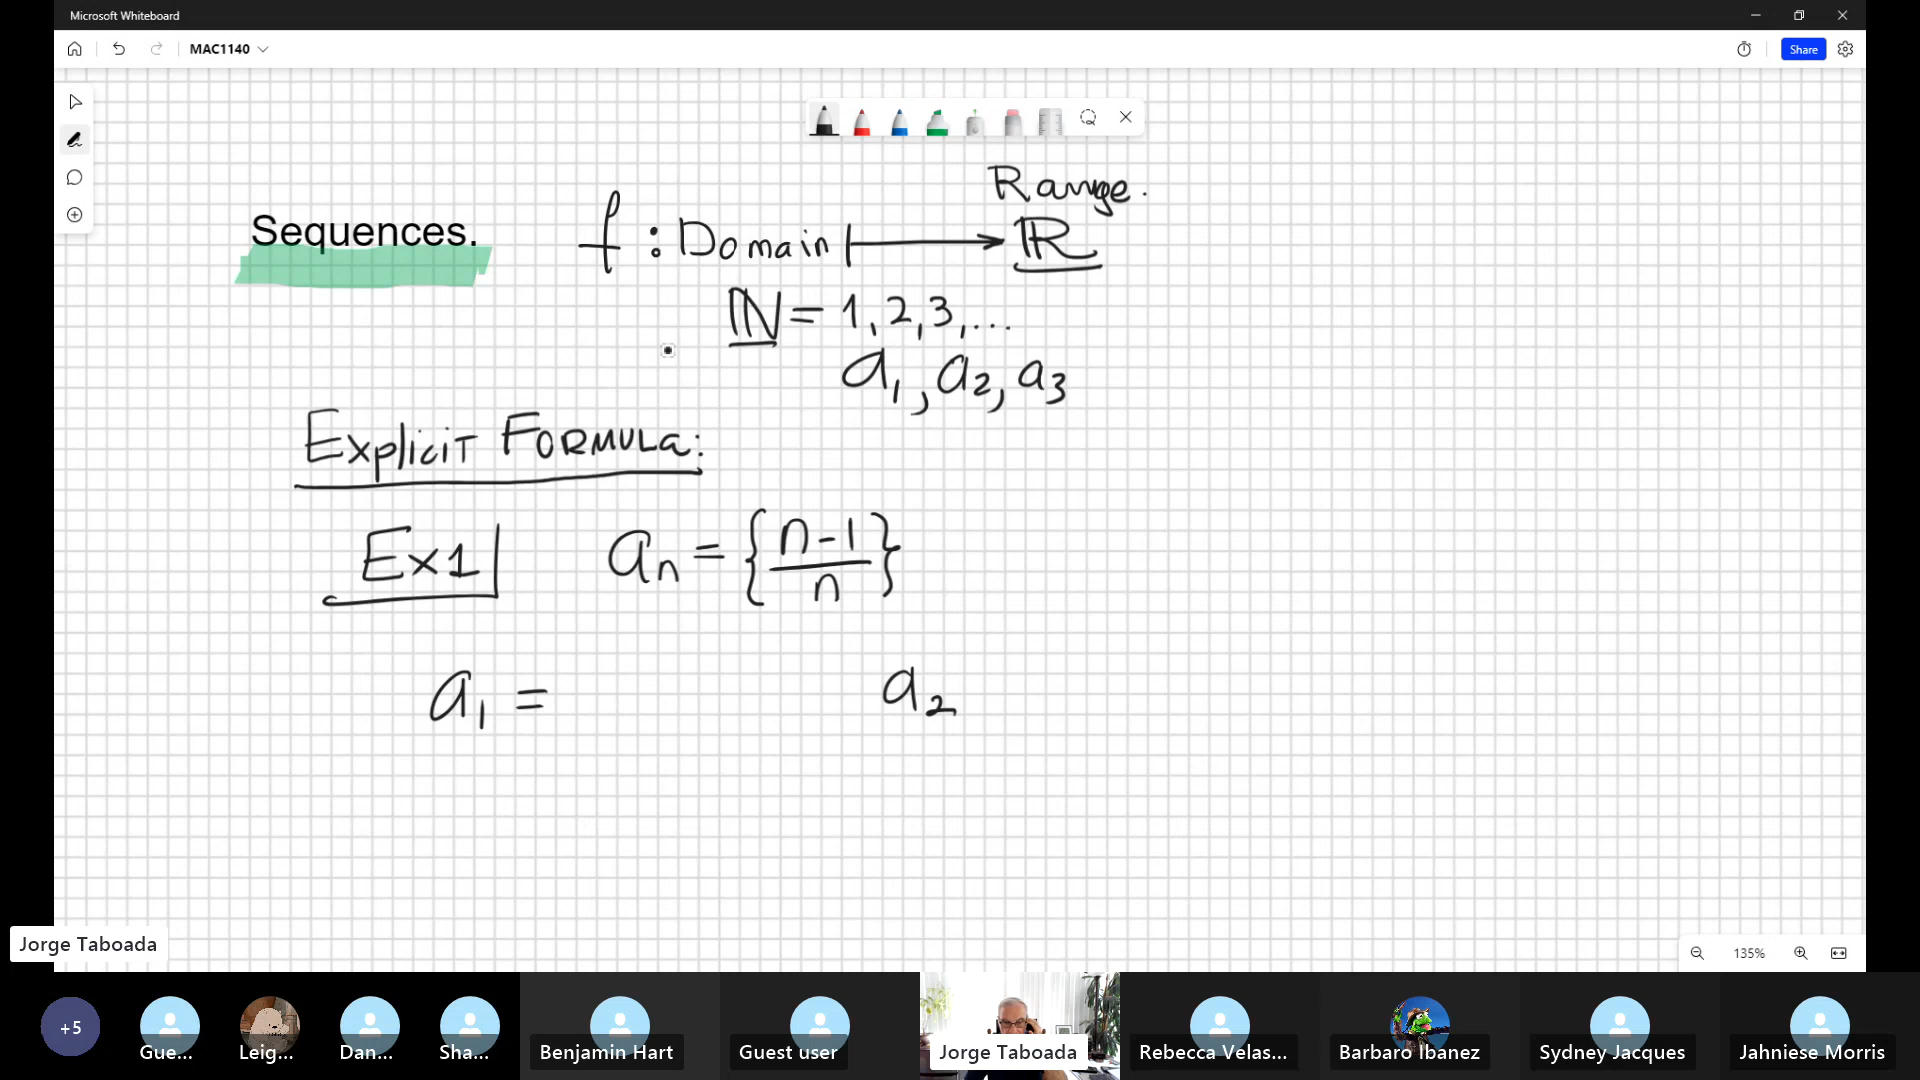 Microsoft Whiteboard
MAC1140
Share
Range.
Sequences. f : Domain ↦ ℝ
ℕ = 1, 2, 3, ...
a₁, a₂, a₃
Explicit Formula:
Ex1 aₙ = {(n-1)/n}
a₁ = a₂
Jorge Taboada
135%
+5 Gue... Leig... Dan... Sha... Benjamin Hart Guest user Jorge Taboada Rebecca Velas... Barbaro Ibanez Sydney Jacques Jahniese Morris